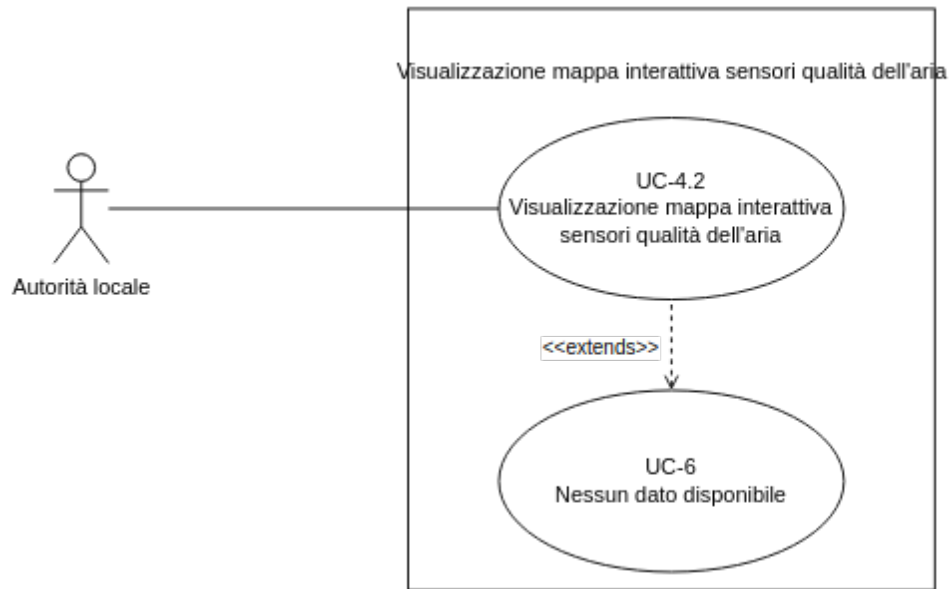 Visualizzazione mappa interattiva sensori qualità dell'aria
UC-4.2
Visualizzazione mappa interattiva
sensori qualità dell'aria
Autorità locale
<<extends>>
UC-6
Nessun dato disponibile